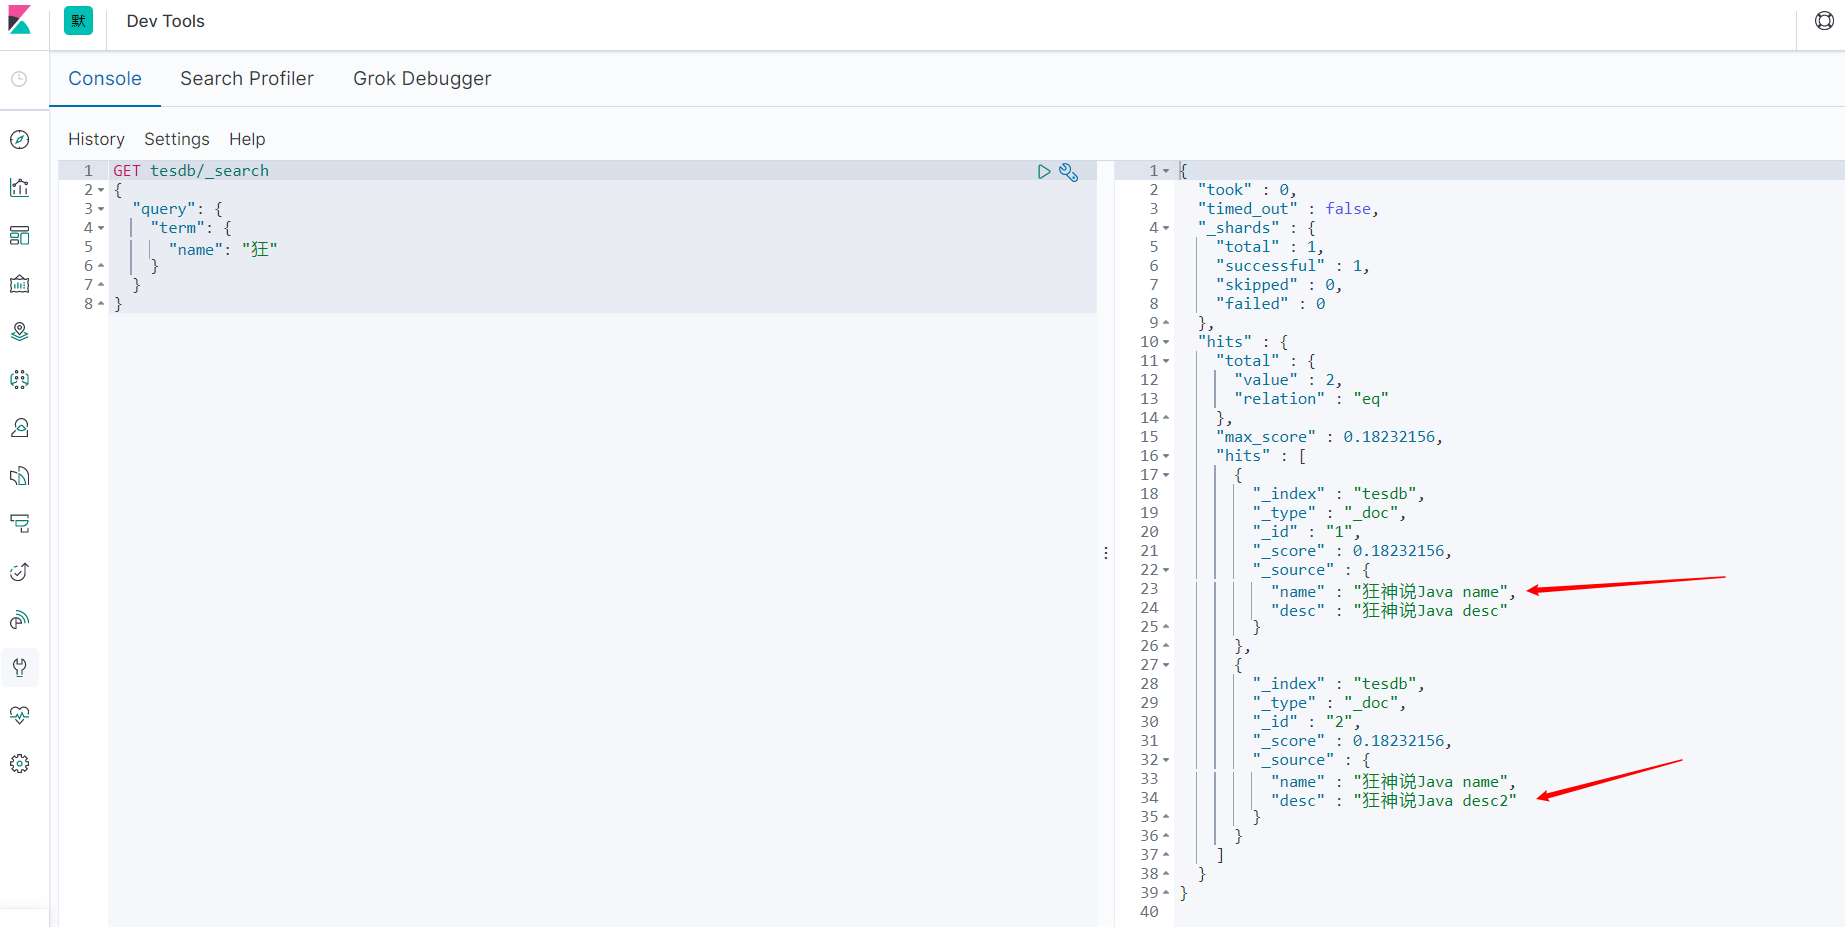 默 Dev Tools
Console Search Profiler Grok Debugger
History Settings Help
1 GET tesdb/_search
2 {
3 "query": {
4 "term": {
5 "name": "狂"
6 }
7 }
8 }
1 {
2 "took" : 0,
3 "timed_out" : false,
4 "_shards" : {
5 "total" : 1,
6 "successful" : 1,
7 "skipped" : 0,
8 "failed" : 0
9 },
10 "hits" : {
11 "total" : {
12 "value" : 2,
13 "relation" : "eq"
14 },
15 "max_score" : 0.18232156,
16 "hits" : [
17 {
18 "_index" : "tesdb",
19 "_type" : "_doc",
20 "_id" : "1",
21 "_score" : 0.18232156,
22 "_source" : {
23 "name" : "狂神说Java name",
24 "desc" : "狂神说Java desc"
25 }
26 },
27 {
28 "_index" : "tesdb",
29 "_type" : "_doc",
30 "_id" : "2",
31 "_score" : 0.18232156,
32 "_source" : {
33 "name" : "狂神说Java name",
34 "desc" : "狂神说Java desc2"
35 }
36 }
37 ]
38 }
39 }
40